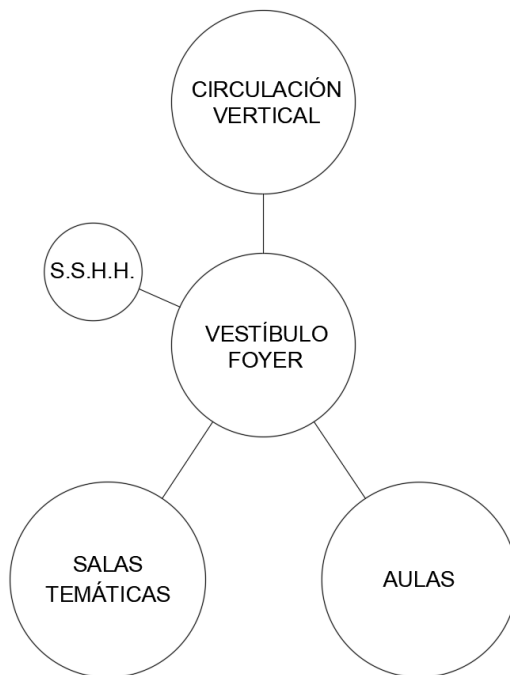 CIRCULACIÓN
VERTICAL
S.S.H.H.
VESTÍBULO
FOYER
SALAS
TEMÁTICAS
AULAS